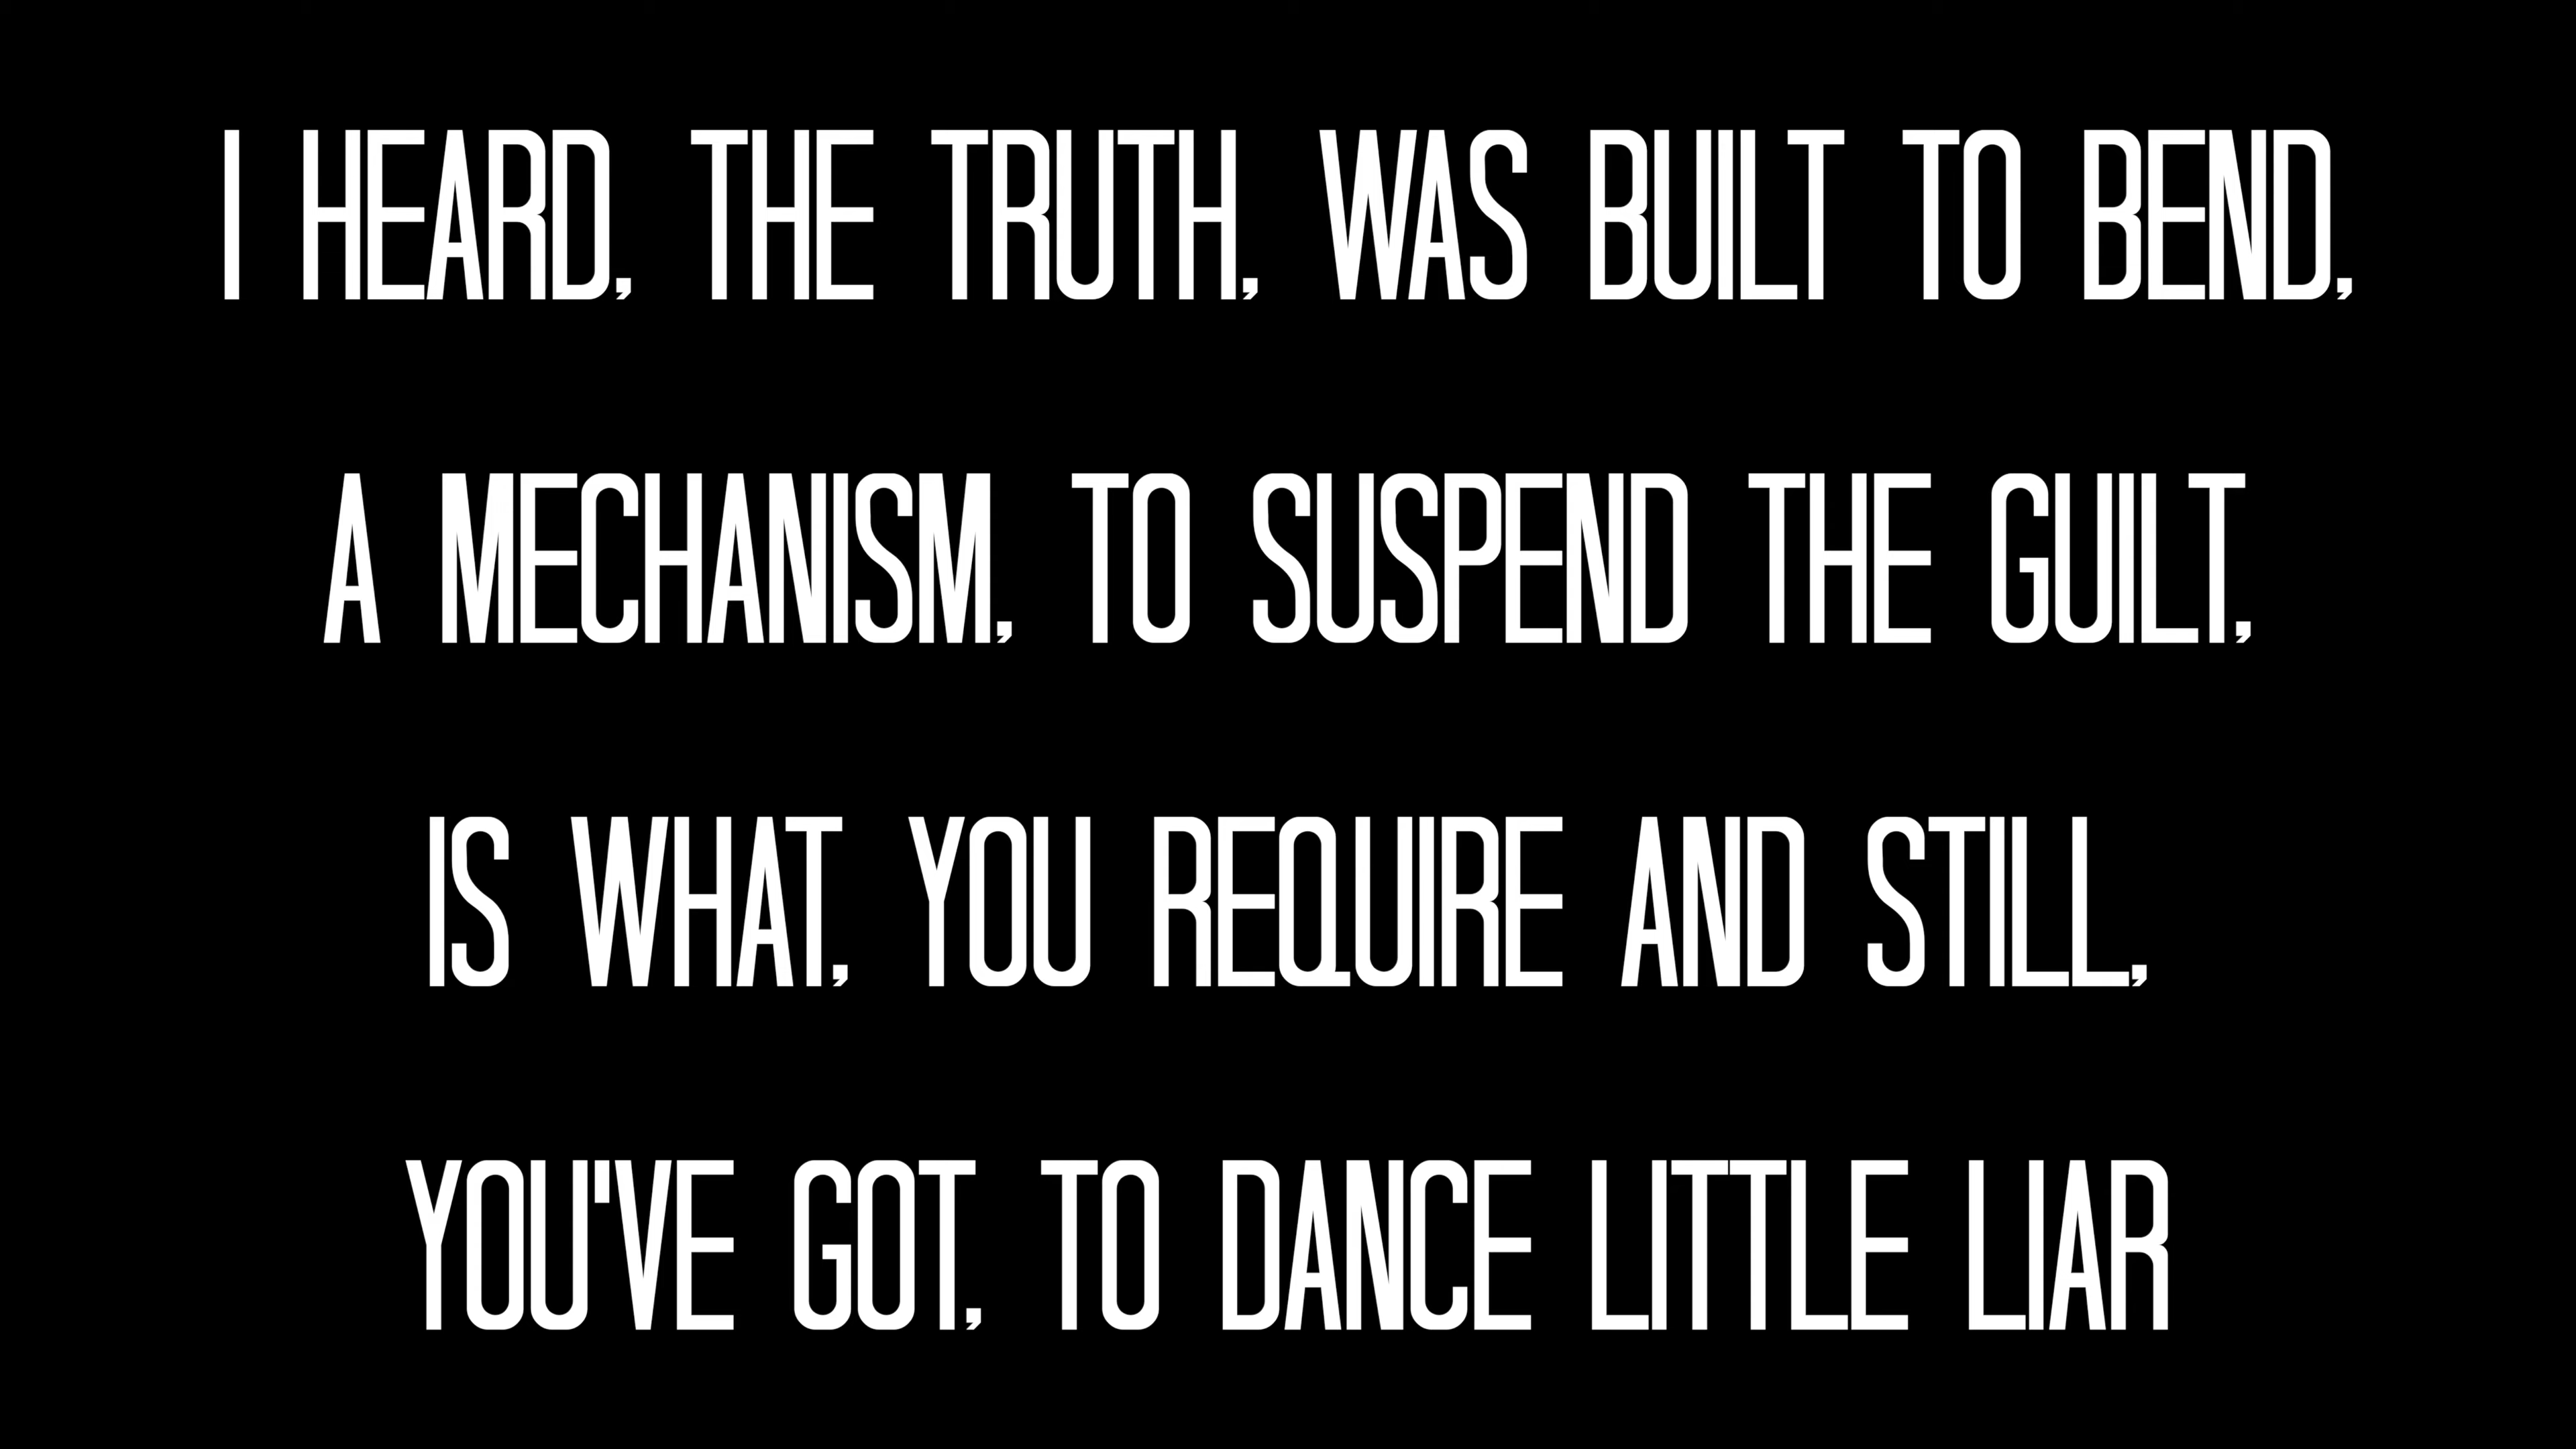 I HEARD, THE TRUTH, WAS BUILT TO BEND,
A MECHANISM, TO SUSPEND THE GUILT,
IS WHAT, YOU REQUIRE AND STILL,
YOU'VE GOT, TO DANCE LITTLE LIAR